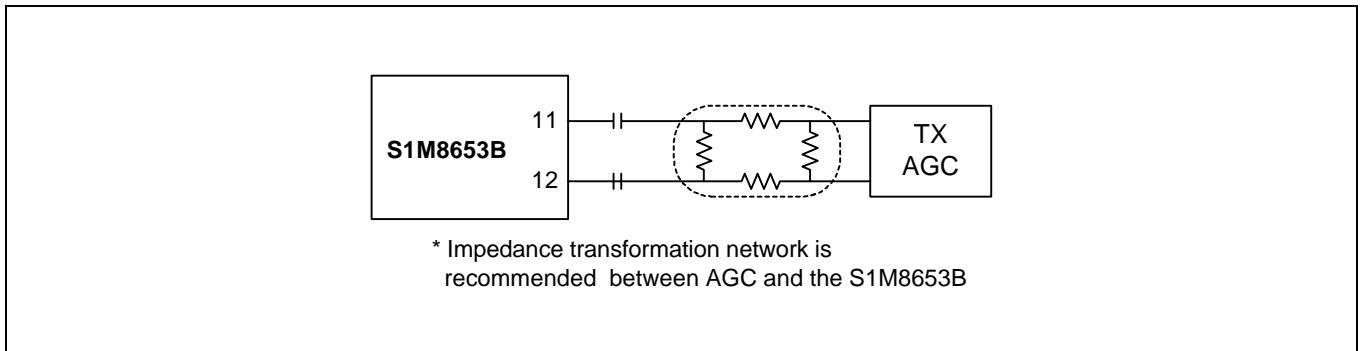 11
S1M8653B
12
TX
AGC
* Impedance transformation network is
recommended between AGC and the S1M8653B